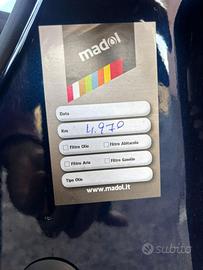 madol
Data
Km 4.970
Filtro Olio Filtro Abitacolo
Filtro Aria Filtro Gasolio
Tipo Olio
www.madol.it
subito